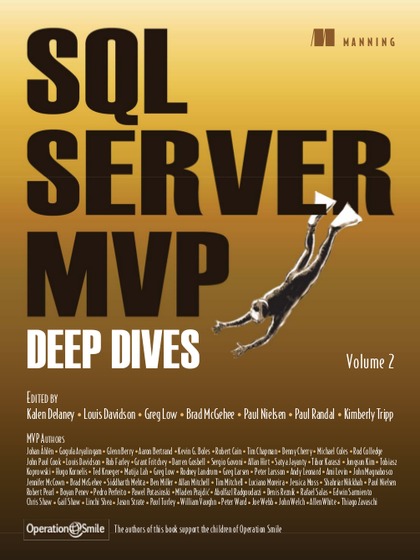 MANNING
SQL
SERVER
MVP
DEEP DIVES
Volume 2
EDITED BY
Kalen Delaney • Louis Davidson • Greg Low • Brad McGehee • Paul Nielsen • Paul Randal • Kimberly Tripp
MVP AUTHORS
Johan Åhlén • Gogula Aryalingam • Glenn Berry • Aaron Bertrand • Kevin G. Boles • Robert Cain • Tim Chapman • Denny Cherry • Michael Coles • Rod Colledge
John Paul Cook • Louis Davidson • Rob Farley • Grant Fritchey • Darren Gosbell • Sergio Govoni • Allan Hirt • Satya Jayanty • Tibor Karaszi • Jungsun Kim • Tobias
Koprowski • Hugo Kornelis • Ted Krueger • Matija Lah • Greg Low • Rodney Landrum • Greg Larsen • Peter Larsson • Andy Leonard • Ami Levin • John Magnabosco
Jennifer McCown • Brad McGehee • Siddharth Mehta • Ben Miller • Allan Mitchell • Tim Mitchell • Luciano Moreira • Jessica Moss • Shahriar Nikkhah • Paul Nielsen
Robert Pearl • Boyan Penev • Pedro Perfeito • Pawel Potasinski • Mladen Prajdić • Abolfazl Radgoudarzi • Denis Reznik • Rafael Salas • Edwin Sarmiento
Chris Shaw • Gail Shaw • Linchi Shea • Jason Strate • Paul Turley • William Vaughn • Peter Ward • Joe Webb • John Welch • Allen White • Thiago Zavaschi
Operation Smile The authors of this book support the children of Operation Smile